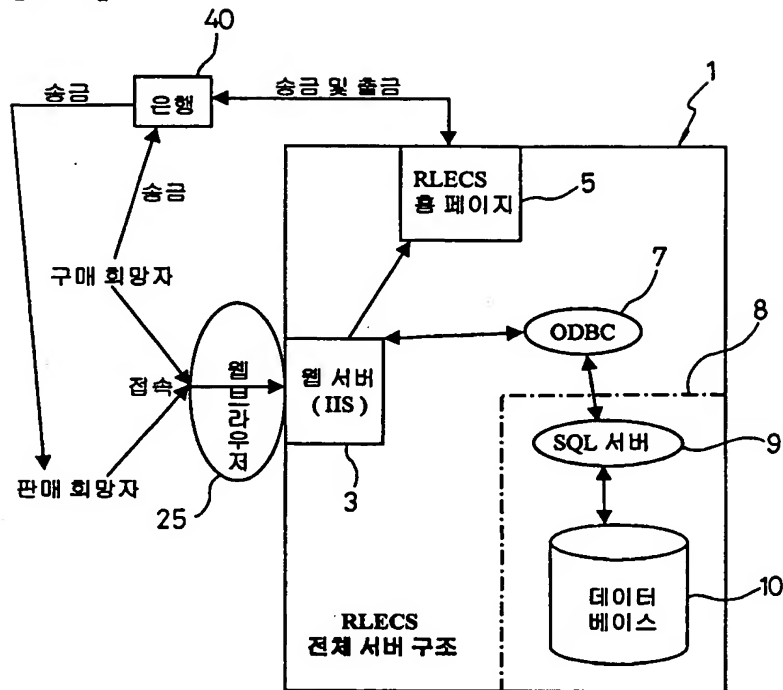 40
송금
은행
송금 및 출금
1
RLECS
홈 페이지
5
송금
구매 희망자
7
ODBC
8
접속
웹브라우저
웹 서버
(IIS)
SQL 서버
9
판매 희망자
25
3
데이터
베이스
10
RLECS
전체 서버 구조